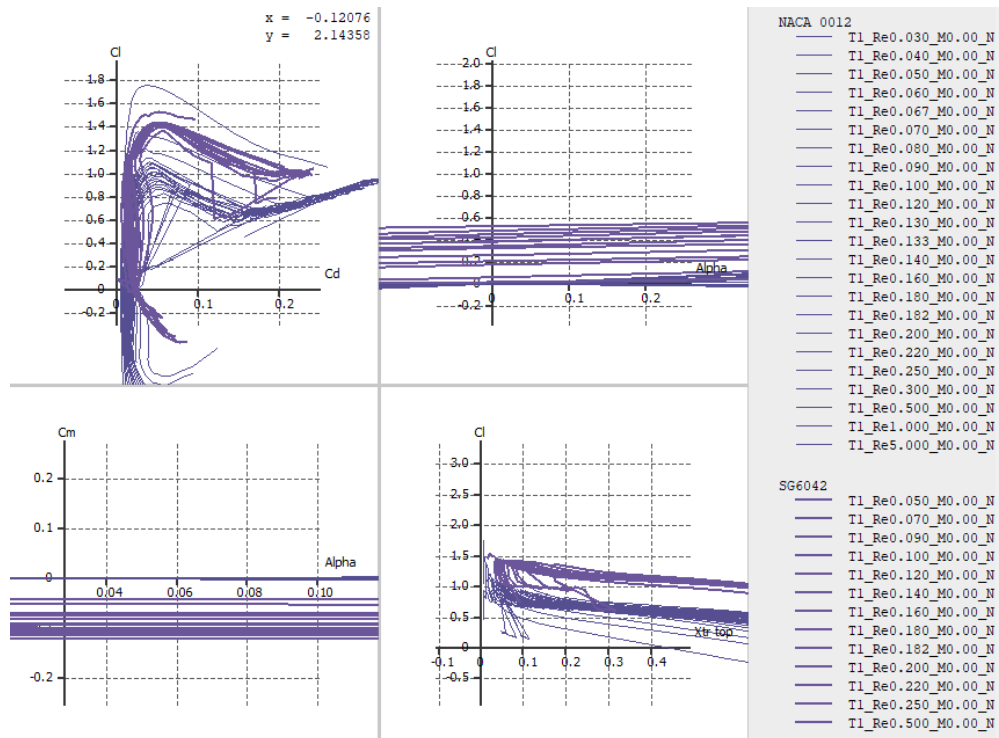 x = -0.12076
y = 2.14358
Cl
1.8
1.6
1.4
1.2
1.0
0.8
0.6
0.4
0.2
0
-0.2
0 0.1 0.2
Cd
Cl
2.0
1.8
1.6
1.4
1.2
1.0
0.8
0.6
0.4
0.2
0
-0.2
0 0.1 0.2
Alpha
Cm
0.2
0.1
0
-0.2
0.04 0.06 0.08 0.10
Alpha
Cl
3.0
2.5
2.0
1.5
1.0
0.5
0
-0.5
-0.1 0 0.1 0.2 0.3 0.4
Xtr top
NACA 0012
T1_Re0.030_M0.00_N
T1_Re0.040_M0.00_N
T1_Re0.050_M0.00_N
T1_Re0.060_M0.00_N
T1_Re0.067_M0.00_N
T1_Re0.070_M0.00_N
T1_Re0.080_M0.00_N
T1_Re0.090_M0.00_N
T1_Re0.100_M0.00_N
T1_Re0.120_M0.00_N
T1_Re0.130_M0.00_N
T1_Re0.133_M0.00_N
T1_Re0.140_M0.00_N
T1_Re0.160_M0.00_N
T1_Re0.180_M0.00_N
T1_Re0.182_M0.00_N
T1_Re0.200_M0.00_N
T1_Re0.220_M0.00_N
T1_Re0.250_M0.00_N
T1_Re0.300_M0.00_N
T1_Re0.500_M0.00_N
T1_Re1.000_M0.00_N
T1_Re5.000_M0.00_N
SG6042
T1_Re0.050_M0.00_N
T1_Re0.070_M0.00_N
T1_Re0.090_M0.00_N
T1_Re0.100_M0.00_N
T1_Re0.120_M0.00_N
T1_Re0.140_M0.00_N
T1_Re0.160_M0.00_N
T1_Re0.180_M0.00_N
T1_Re0.182_M0.00_N
T1_Re0.200_M0.00_N
T1_Re0.220_M0.00_N
T1_Re0.250_M0.00_N
T1_Re0.500_M0.00_N